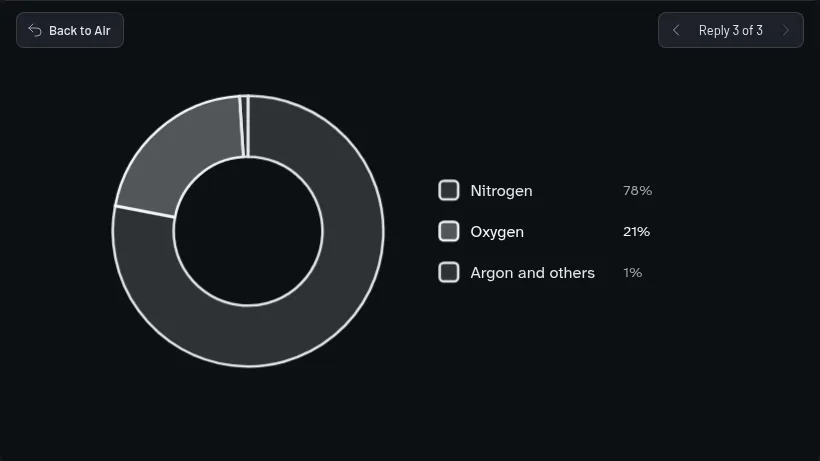 Back to Air
Reply 3 of 3
Nitrogen 78%
Oxygen 21%
Argon and others 1%